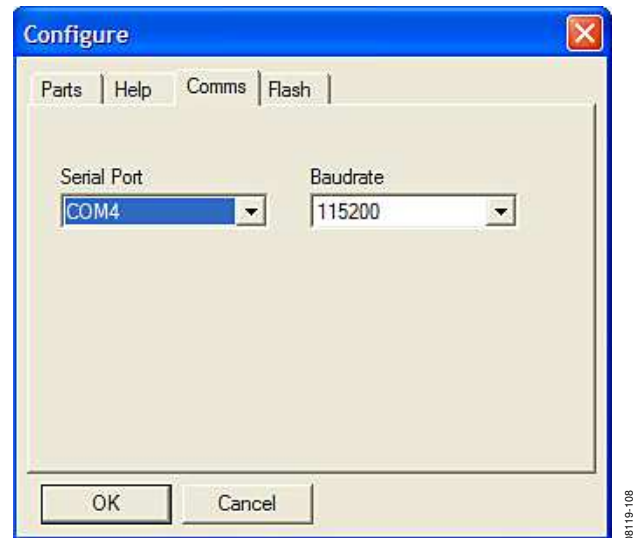 Configure
Parts Help Comms Flash
Serial Port Baudrate
COM4 115200
OK Cancel
08119-108